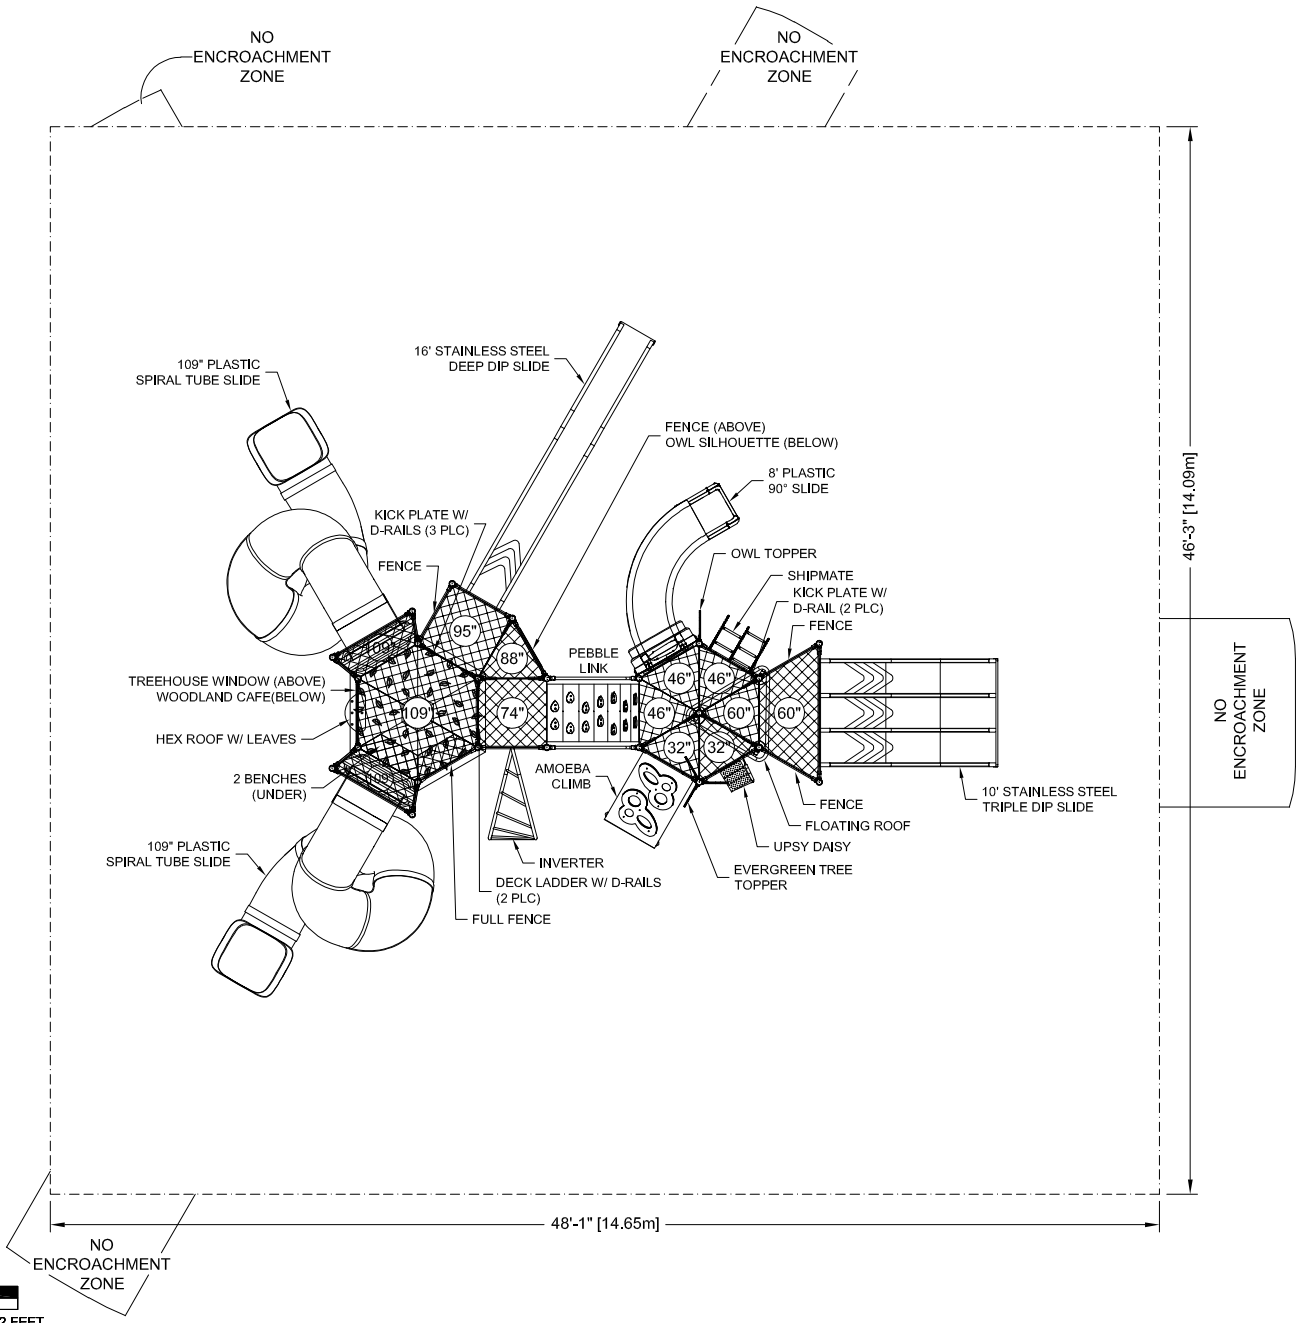 NO
ENCROACHMENT
ZONE
NO
ENCROACHMENT
ZONE
16' STAINLESS STEEL
DEEP DIP SLIDE
109" PLASTIC
SPIRAL TUBE SLIDE
FENCE (ABOVE)
OWL SILHOUETTE (BELOW)
8' PLASTIC
90° SLIDE
46'-3" [14.09m]
KICK PLATE W/
D-RAILS (3 PLC)
FENCE
OWL TOPPER
SHIPMATE
KICK PLATE W/
D-RAIL (2 PLC)
FENCE
95"
88"
109"
PEBBLE
LINK
46"
46"
TREEHOUSE WINDOW (ABOVE)
WOODLAND CAFE(BELOW)
109"
74"
46"
60"
60"
HEX ROOF W/ LEAVES
32"
32"
NO
ENCROACHMENT
ZONE
2 BENCHES
(UNDER)
109"
AMOEBA
CLIMB
10' STAINLESS STEEL
TRIPLE DIP SLIDE
FENCE
FLOATING ROOF
UPSY DAISY
109" PLASTIC
SPIRAL TUBE SLIDE
INVERTER
EVERGREEN TREE
TOPPER
DECK LADDER W/ D-RAILS
(2 PLC)
FULL FENCE
48'-1" [14.65m]
NO
ENCROACHMENT
ZONE
2 FEET